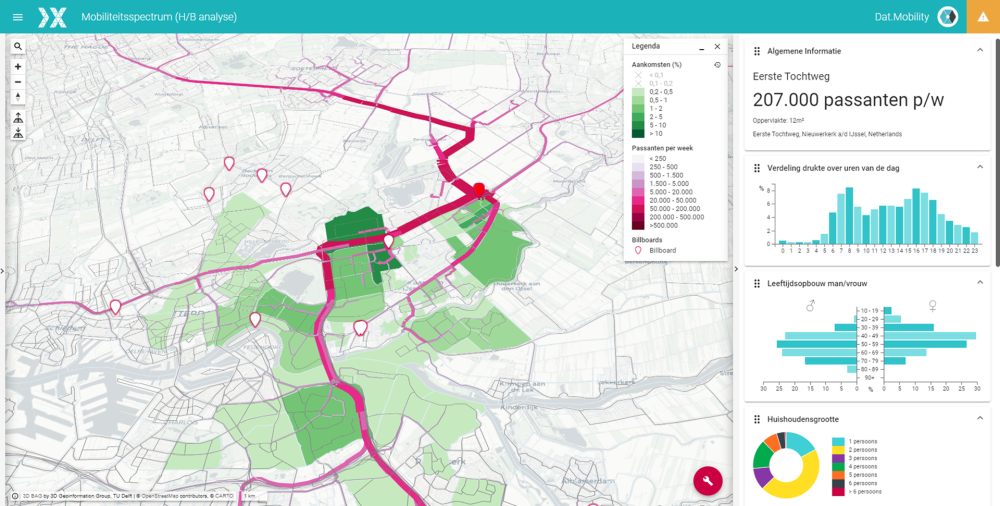 Mobiliteitsspectrum (H/B analyse)
Dat.Mobility
Legenda
Aankomsten (%)
< 0,1
0,1 - 0,2
0,2 - 0,5
0,5 - 1
1 - 2
2 - 5
5 - 10
> 10
Passanten per week
< 250
250 - 500
500 - 1.500
1.500 - 5.000
5.000 - 20.000
20.000 - 50.000
50.000 - 200.000
200.000 - 500.000
>500.000
Billboards
Billboard
3D BAG by 3D Geoinformation Group, TU Delft | © OpenStreetMap contributors, © CARTO
1 km
Algemene Informatie
Eerste Tochtweg
207.000 passanten p/w
Oppervlakte: 12m²
Eerste Tochtweg, Nieuwerkerk a/d IJssel, Netherlands
Verdeling drukte over uren van de dag
%
8
6
4
2
0
0 1 2 3 4 5 6 7 8 9 10 11 12 13 14 15 16 17 18 19 20 21 22 23
Leeftijdsopbouw man/vrouw
10 - 19
20 - 29
30 - 39
40 - 49
50 - 59
60 - 69
70 - 79
80 - 89
90+
30 25 20 15 10 5 0 0 5 10 15 20 25 30
%
Huishoudensgrootte
1 persoons
2 persoons
3 persoons
4 persoons
5 persoons
6 persoons
> 6 persoons